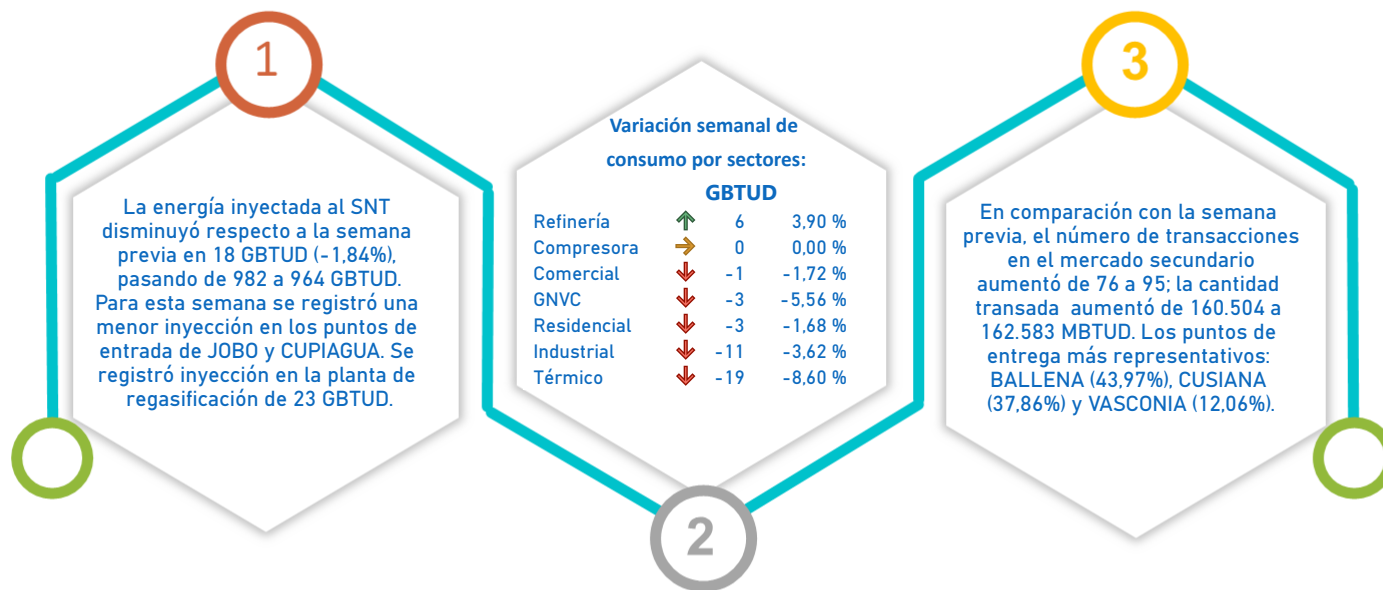 1
La energía inyectada al SNT
disminuyó respecto a la semana
previa en 18 GBTUD (-1,84%),
pasando de 982 a 964 GBTUD.
Para esta semana se registró una
menor inyección en los puntos de
entrada de JOBO y CUPIAGUA. Se
registró inyección en la planta de
regasificación de 23 GBTUD.
Variación semanal de
consumo por sectores:
GBTUD
Refinería 6 3,90 %
Compresora 0 0,00 %
Comercial -1 -1,72 %
GNVC -3 -5,56 %
Residencial -3 -1,68 %
Industrial -11 -3,62 %
Térmico -19 -8,60 %
2
3
En comparación con la semana
previa, el número de transacciones
en el mercado secundario
aumentó de 76 a 95; la cantidad
transada aumentó de 160.504 a
162.583 MBTUD. Los puntos de
entrega más representativos:
BALLENA (43,97%), CUSIANA
(37,86%) y VASCONIA (12,06%).